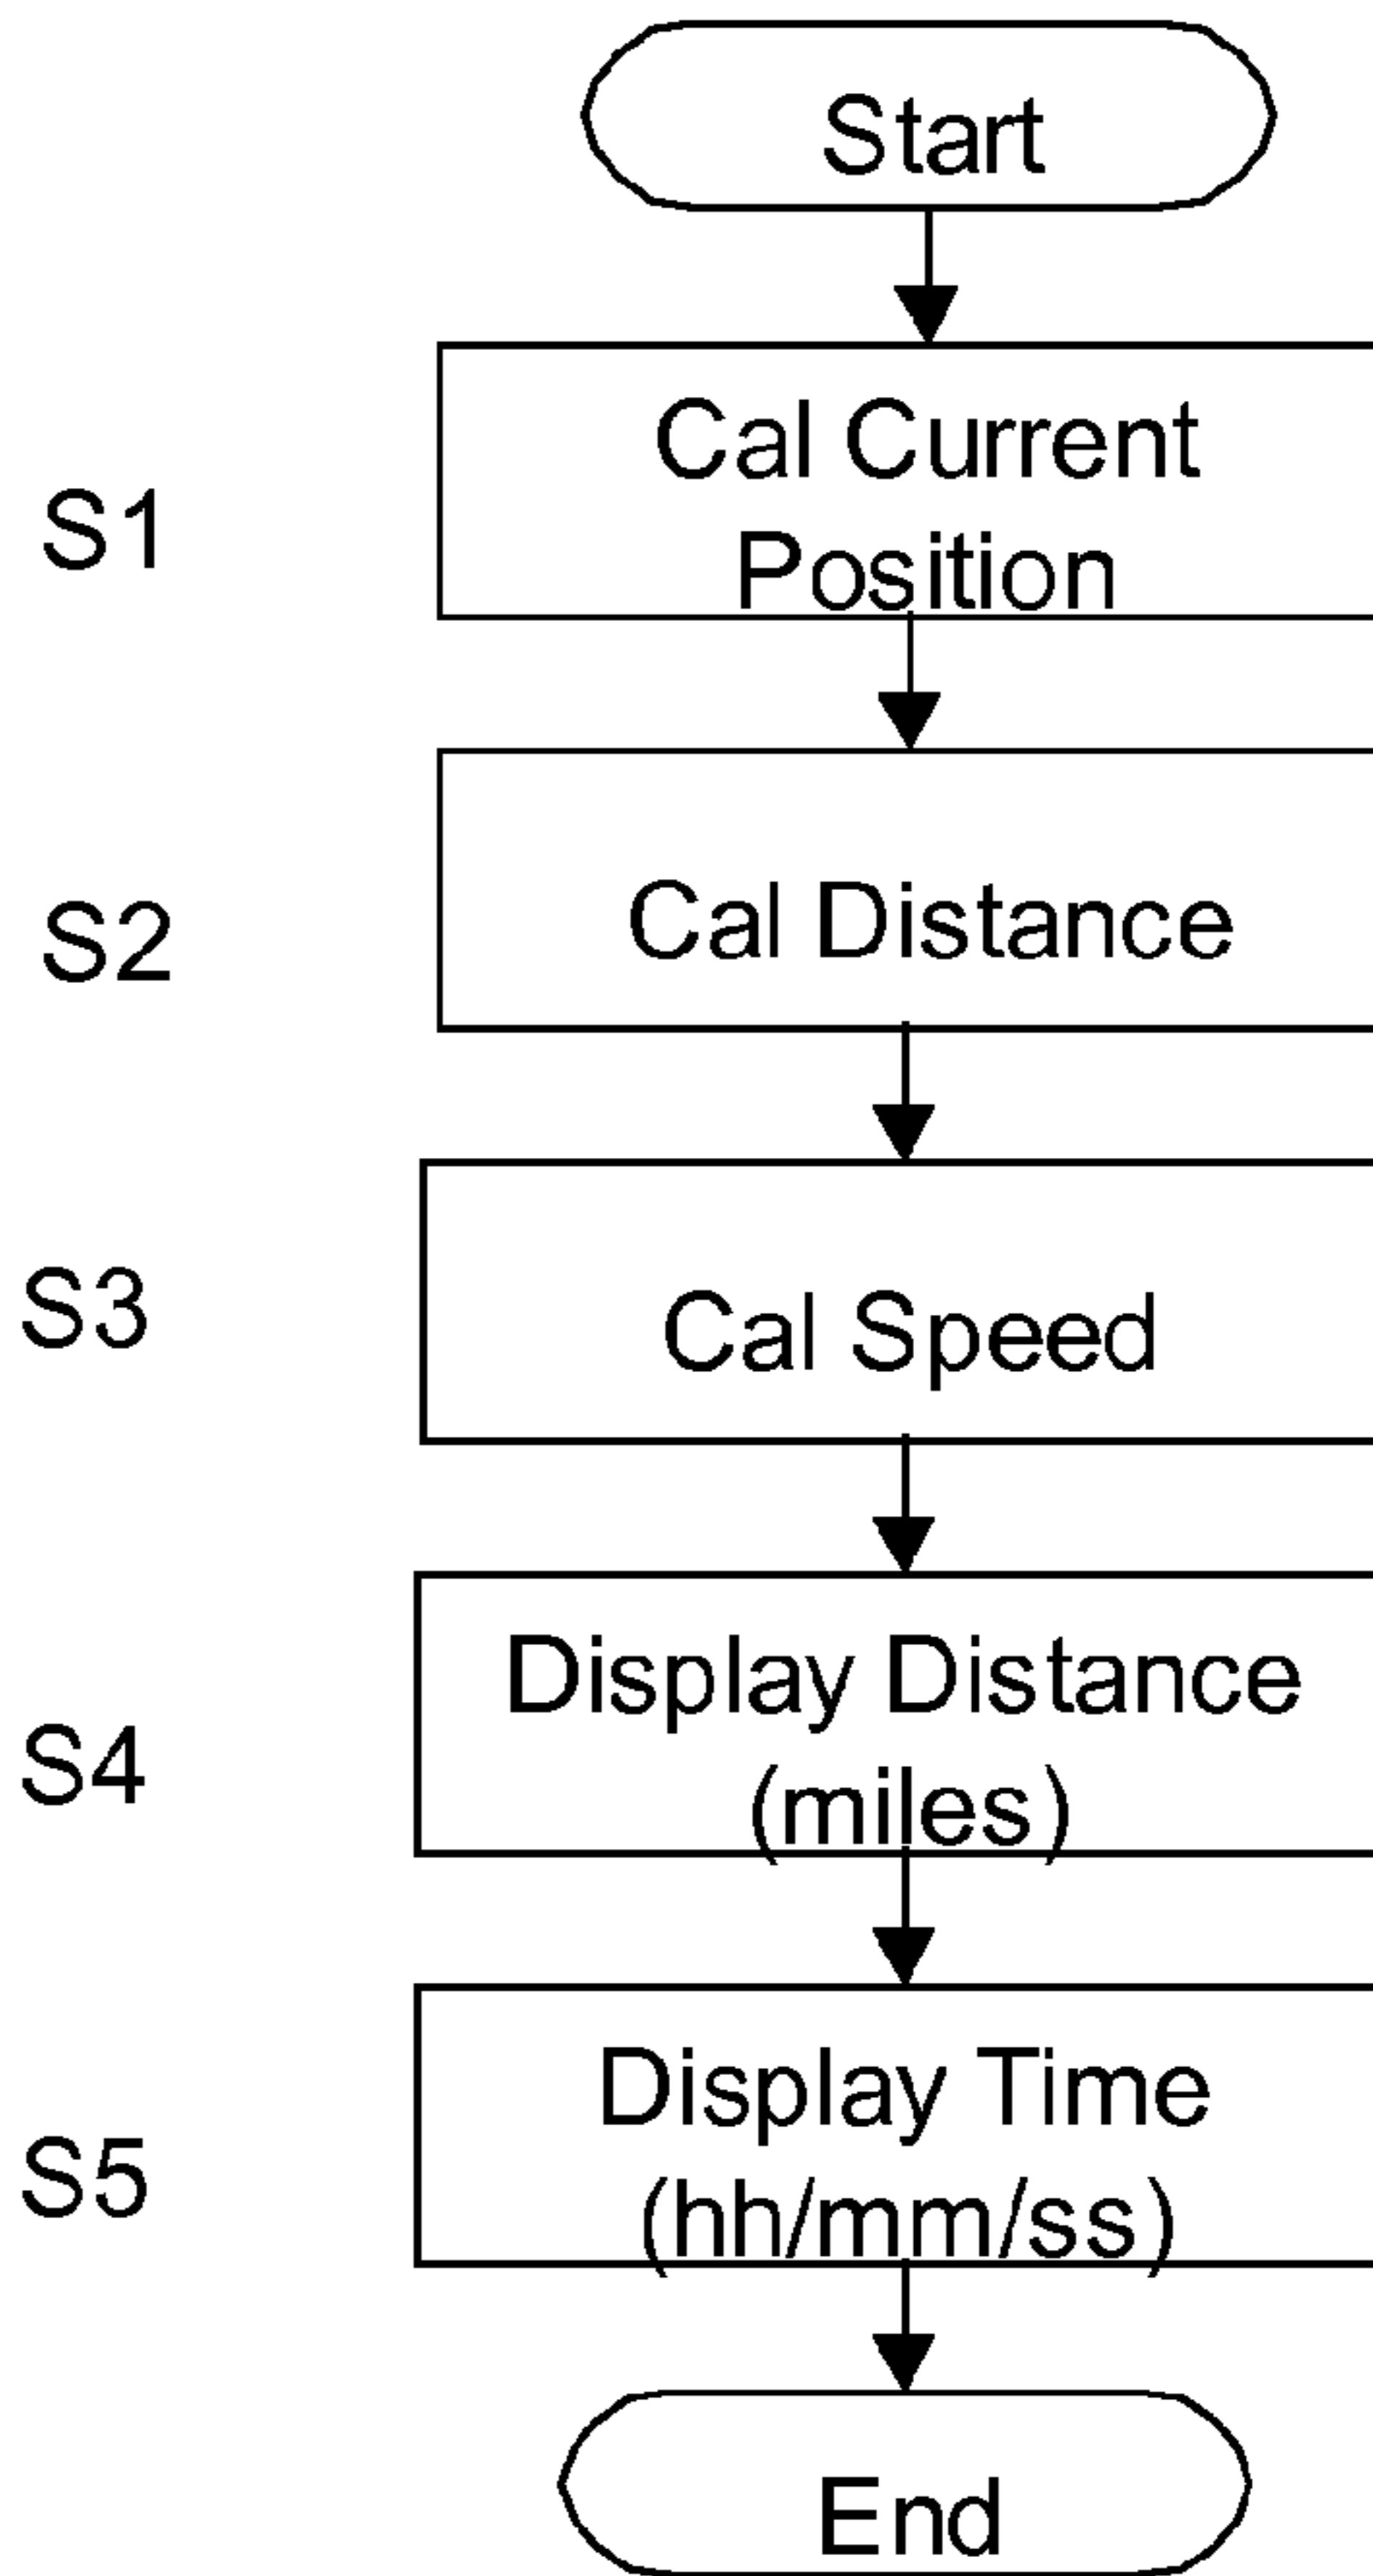 Start
S1
Cal Current
Position
S2
Cal Distance
S3
Cal Speed
S4
Display Distance
(miles)
S5
Display Time
(hh/mm/ss)
End